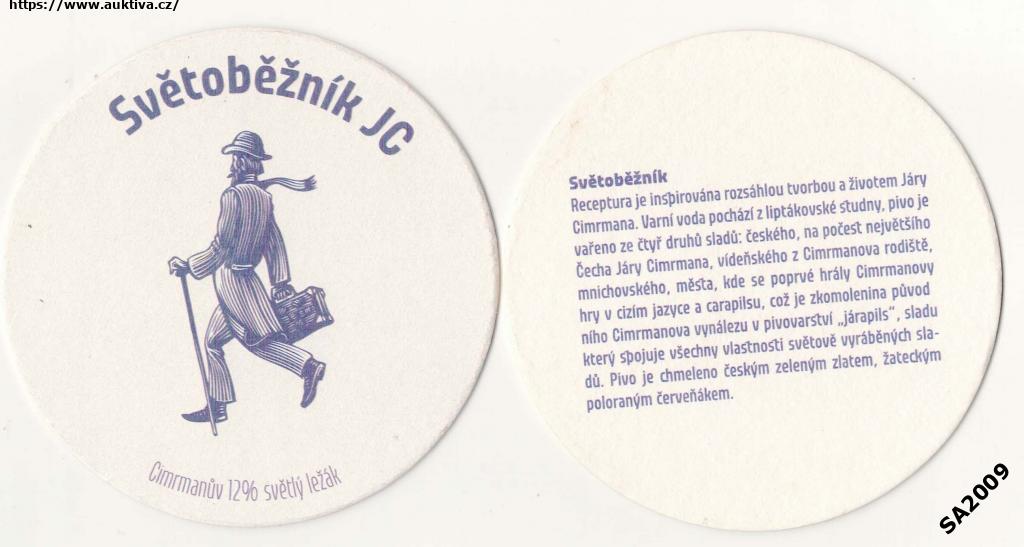 https://www.auktiva.cz/
Světoběžník JC
Cimrmanův 12% světlý ležák
Světoběžník
Receptura je inspirována rozsáhlou tvorbou a životem Járy
Cimrmana. Varní voda pochází z liptákovské studny, pivo je
vařeno ze čtyř druhů sladů: českého, na počest největšího
Čecha Járy Cimrmana, vídeňského z Cimrmanova rodiště,
mnichovského, města, kde se poprvé hrály Cimrmanovy
hry v cizím jazyce a carapilsu, což je zkomolenina původ
ního Cimrmanova vynálezu v pivovarství „járapils“, sladu
který spojuje všechny vlastnosti světově vyráběných sla-
dů. Pivo je chmeleno českým zeleným zlatem, žateckým
poloraným červeňákem.
SA2009